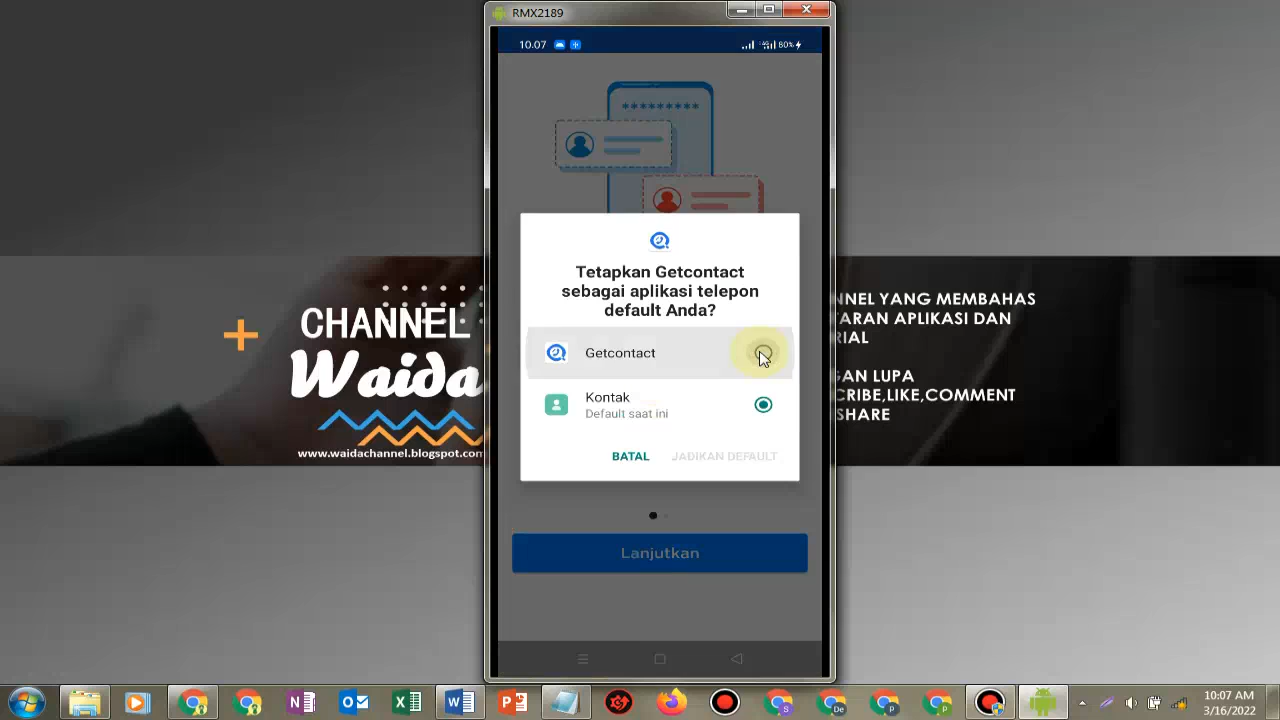 RMX2189
10.07
4G
80%
*********
Tetapkan Getcontact
sebagai aplikasi telepon
default Anda?
Getcontact
Kontak
Default saat ini
BATAL
JADIKAN DEFAULT
Lanjutkan
CHANNEL
Waida
www.waidachannel.blogspot.com
NNEL YANG MEMBAHAS
TARAN APLIKASI DAN
RIAL
GAN LUPA
CRIBE,LIKE,COMMENT
SHARE
10:07 AM
3/16/2022